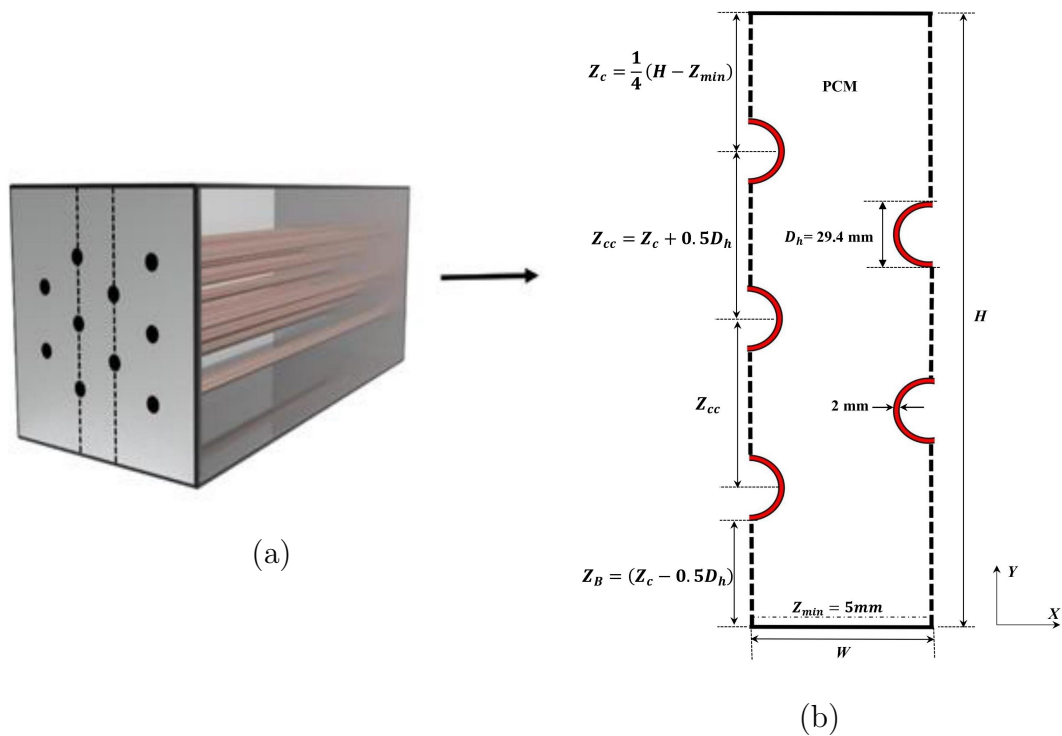 Z_c = 1/4 (H − Z_min)
PCM
Z_cc = Z_c + 0.5D_h
D_h = 29.4 mm
H
Z_cc
2 mm
Z_B = (Z_c − 0.5D_h)
Z_min = 5mm
Y
X
W
(a)
(b)